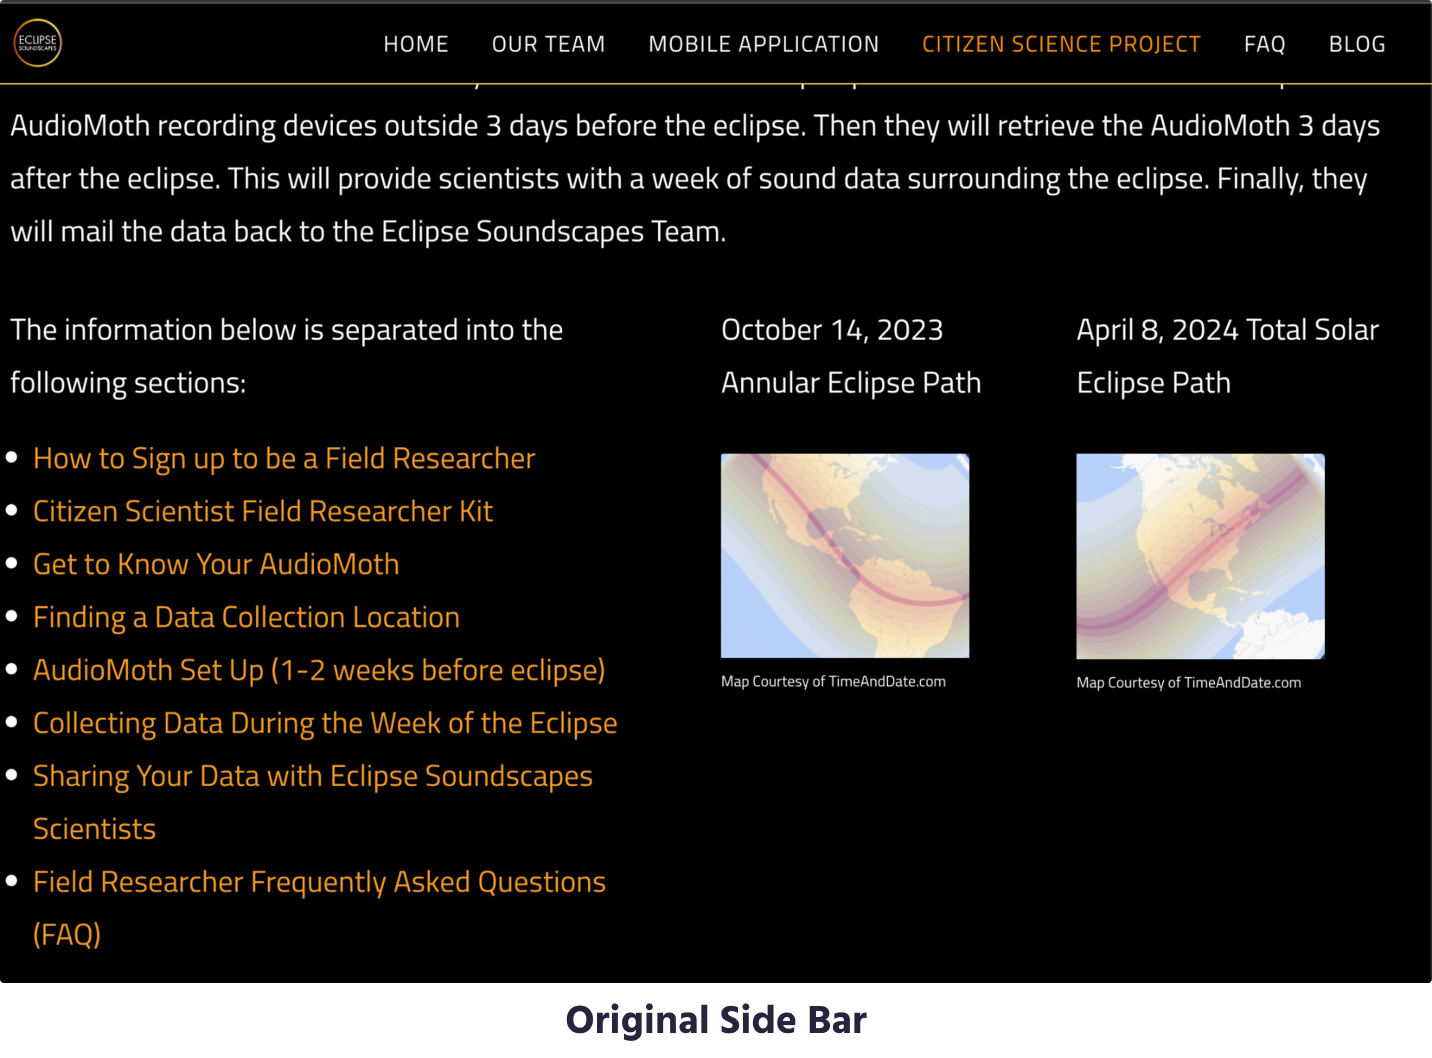 ECLIPSE
SOUNDSCAPES
HOME OUR TEAM MOBILE APPLICATION CITIZEN SCIENCE PROJECT FAQ BLOG
AudioMoth recording devices outside 3 days before the eclipse. Then they will retrieve the AudioMoth 3 days
after the eclipse. This will provide scientists with a week of sound data surrounding the eclipse. Finally, they
will mail the data back to the Eclipse Soundscapes Team.
The information below is separated into the
following sections:
How to Sign up to be a Field Researcher
Citizen Scientist Field Researcher Kit
Get to Know Your AudioMoth
Finding a Data Collection Location
AudioMoth Set Up (1-2 weeks before eclipse)
Collecting Data During the Week of the Eclipse
Sharing Your Data with Eclipse Soundscapes
Scientists
Field Researcher Frequently Asked Questions
(FAQ)
October 14, 2023
Annular Eclipse Path
Map Courtesy of TimeAndDate.com
April 8, 2024 Total Solar
Eclipse Path
Map Courtesy of TimeAndDate.com
Original Side Bar